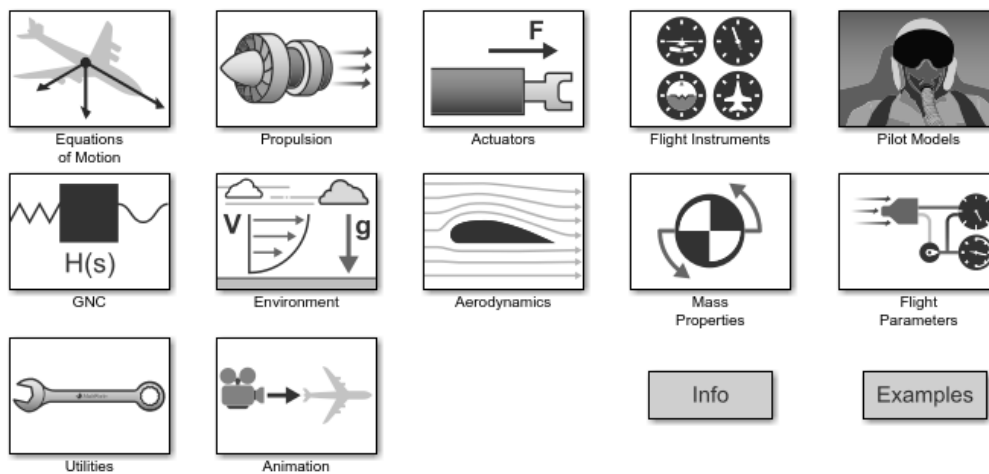 F
Equations
of Motion
Propulsion
Actuators
Flight Instruments
Pilot Models
H(s)
V
g
GNC
Environment
Aerodynamics
Mass
Properties
Flight
Parameters
Info
Examples
Utilities
Animation